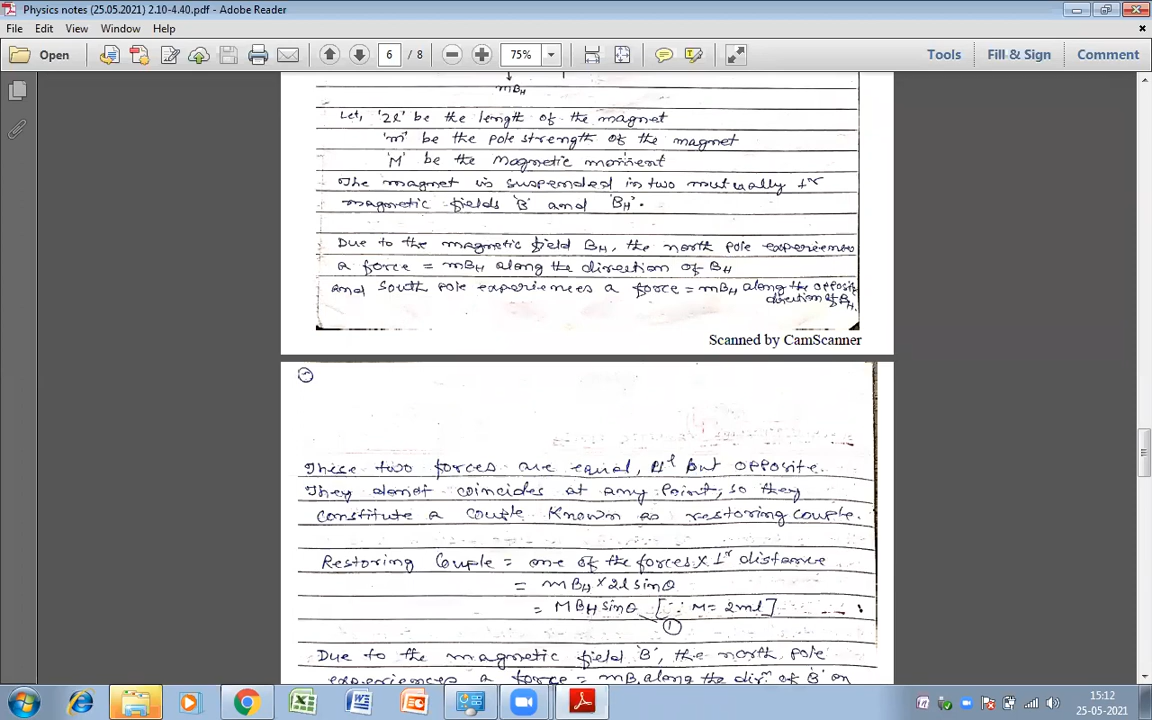 Physics notes (25.05.2021) 2.10-4.40.pdf - Adobe Reader
File Edit View Window Help
Open 6 / 8 75% Tools Fill & Sign Comment
mBH
Let, '2l' be the length of the magnet
'm' be the pole strength of the magnet
'M' be the magnetic moment
The magnet is suspended in two mutually ⊥r
magnetic fields 'B' and 'BH'.
Due to the magnetic field BH, the north pole experiences
a force = mBH along the direction of BH
and South pole experiences a force = mBH along the opposite
direction of BH.
Scanned by CamScanner
7
These two forces are equal, ||l but opposite.
They donot coincides at any point, so they
constitute a couple known as restoring couple.
Restoring Couple = one of the forces × ⊥r distance
= mBH × 2l sinθ
= MBH sinθ [∵ M = 2ml]
1
Due to the magnetic field 'B', the north pole
experiences a force = mB, along the dirn. of 'B' on
15:12
25-05-2021